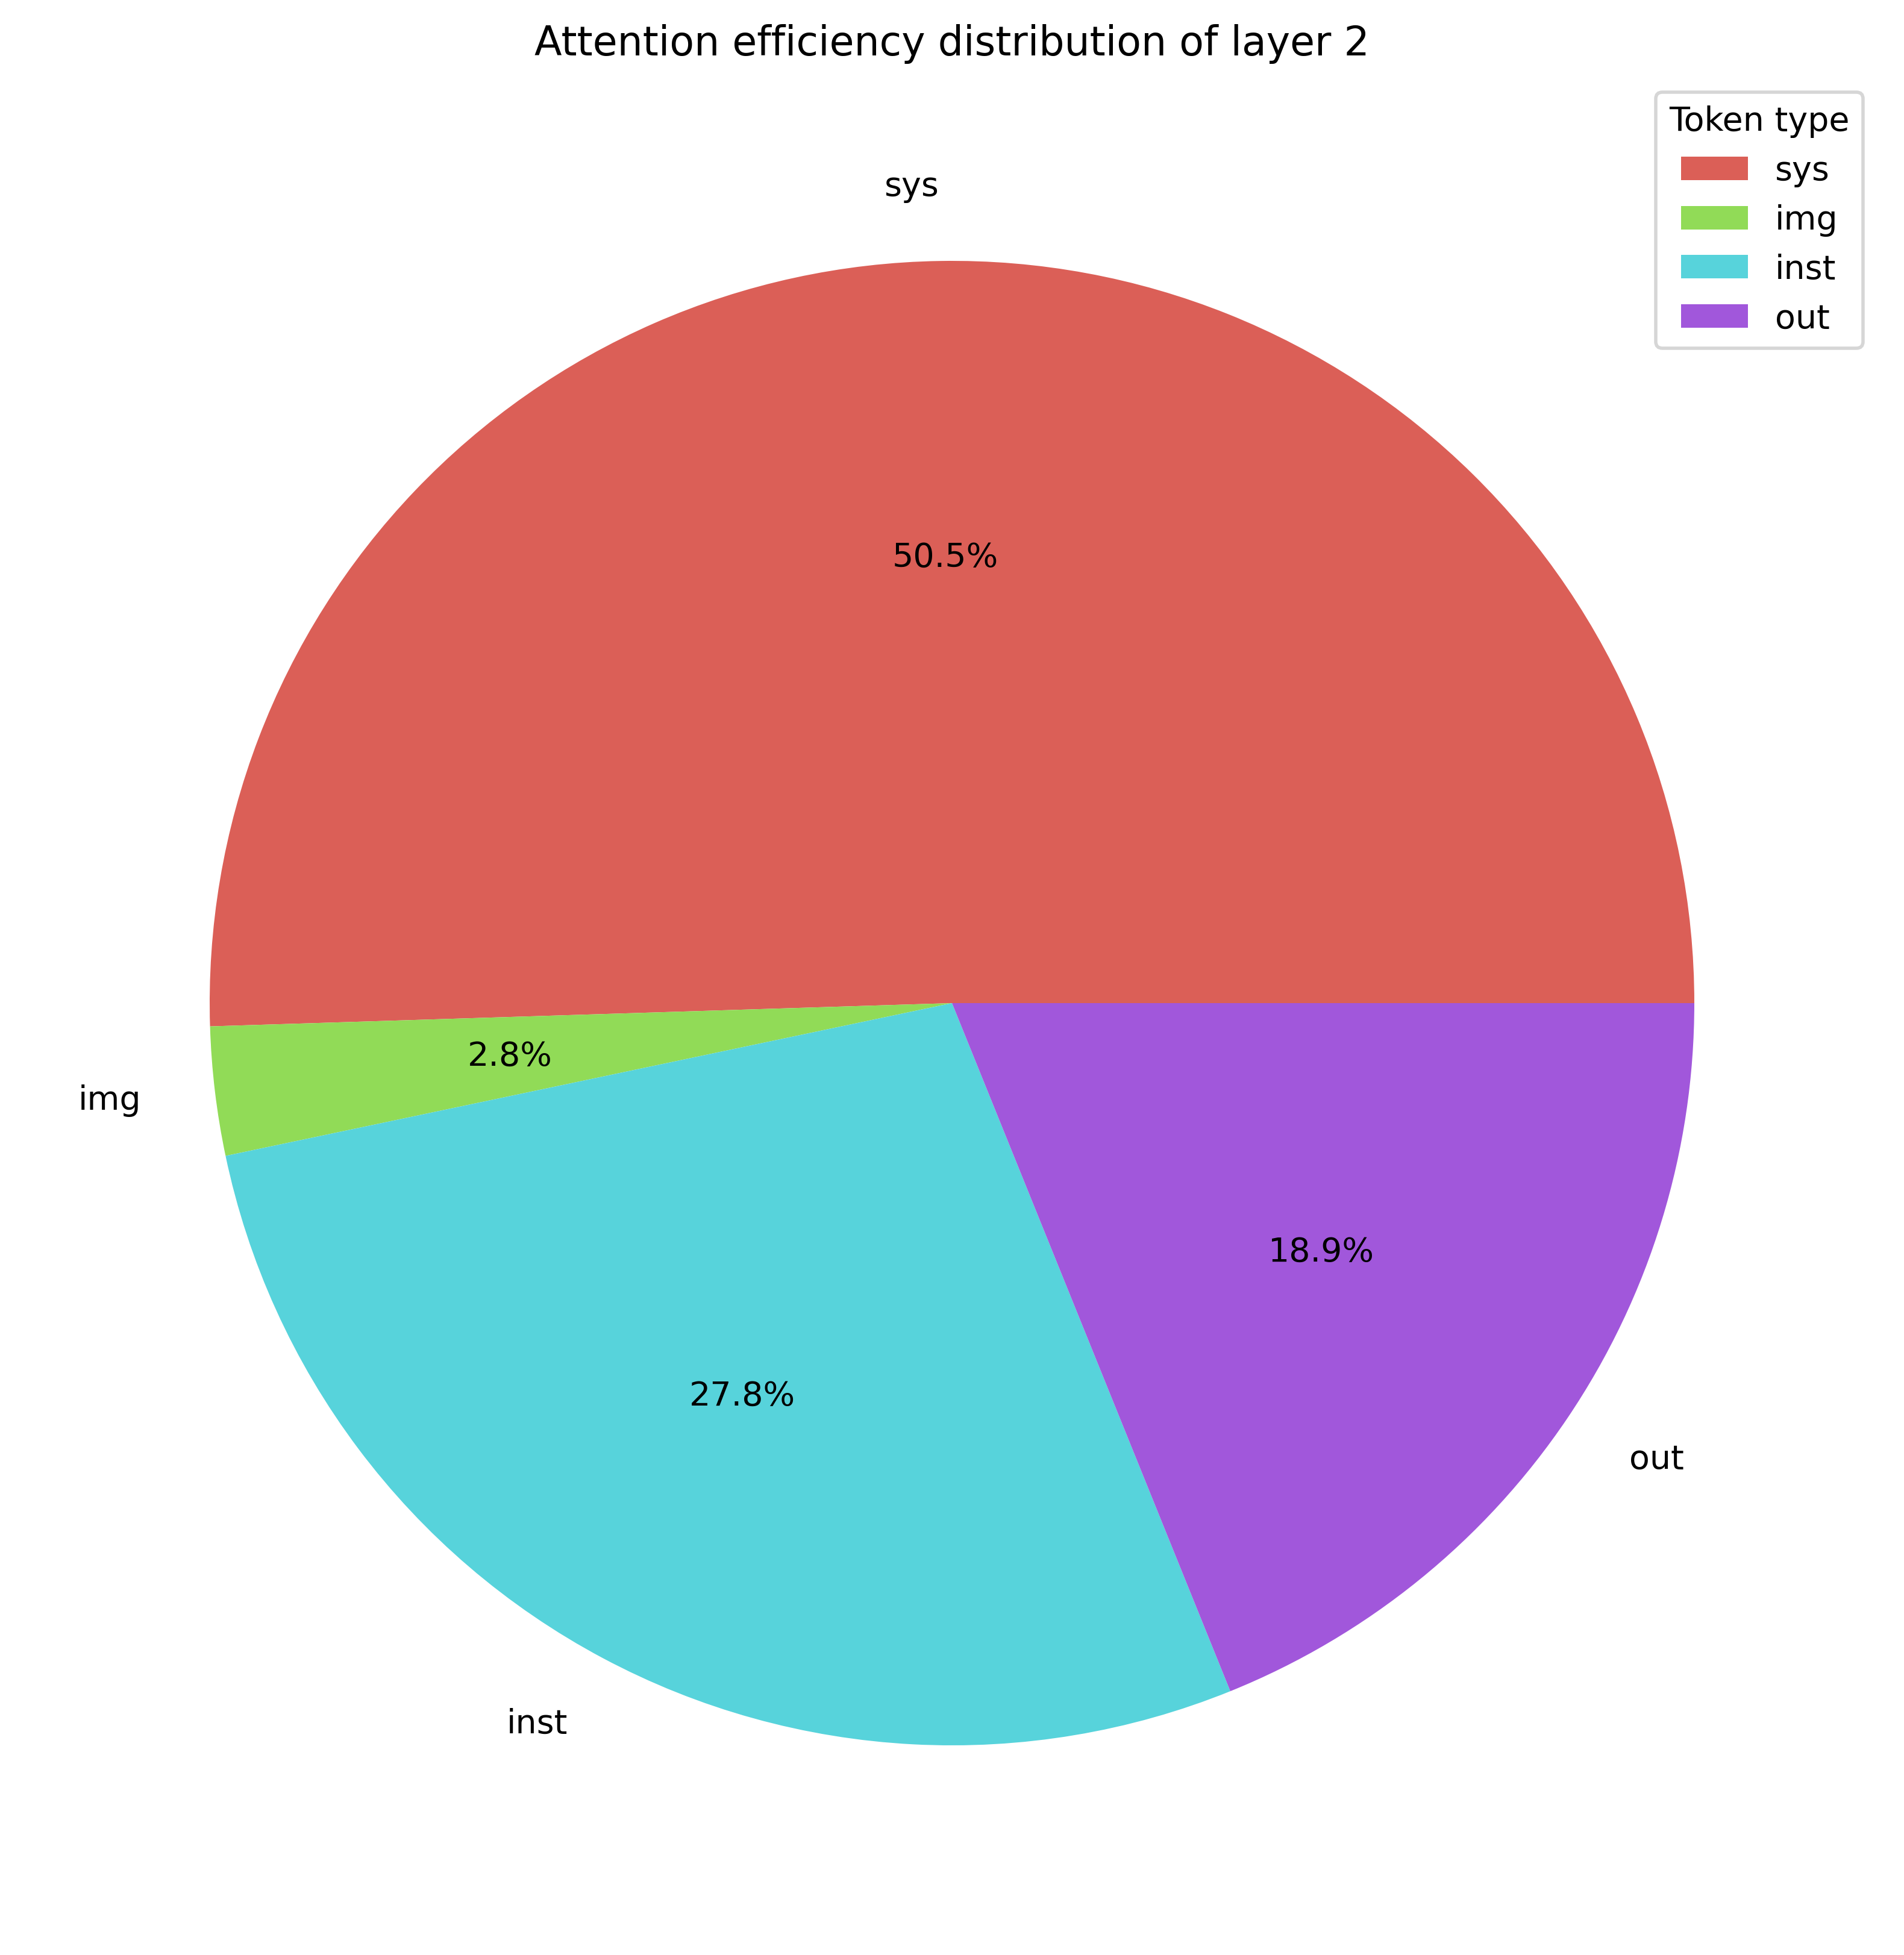 Attention efficiency distribution of layer 2
Token type
sys
img
inst
out
sys
50.5%
2.8%
img
18.9%
27.8%
out
inst